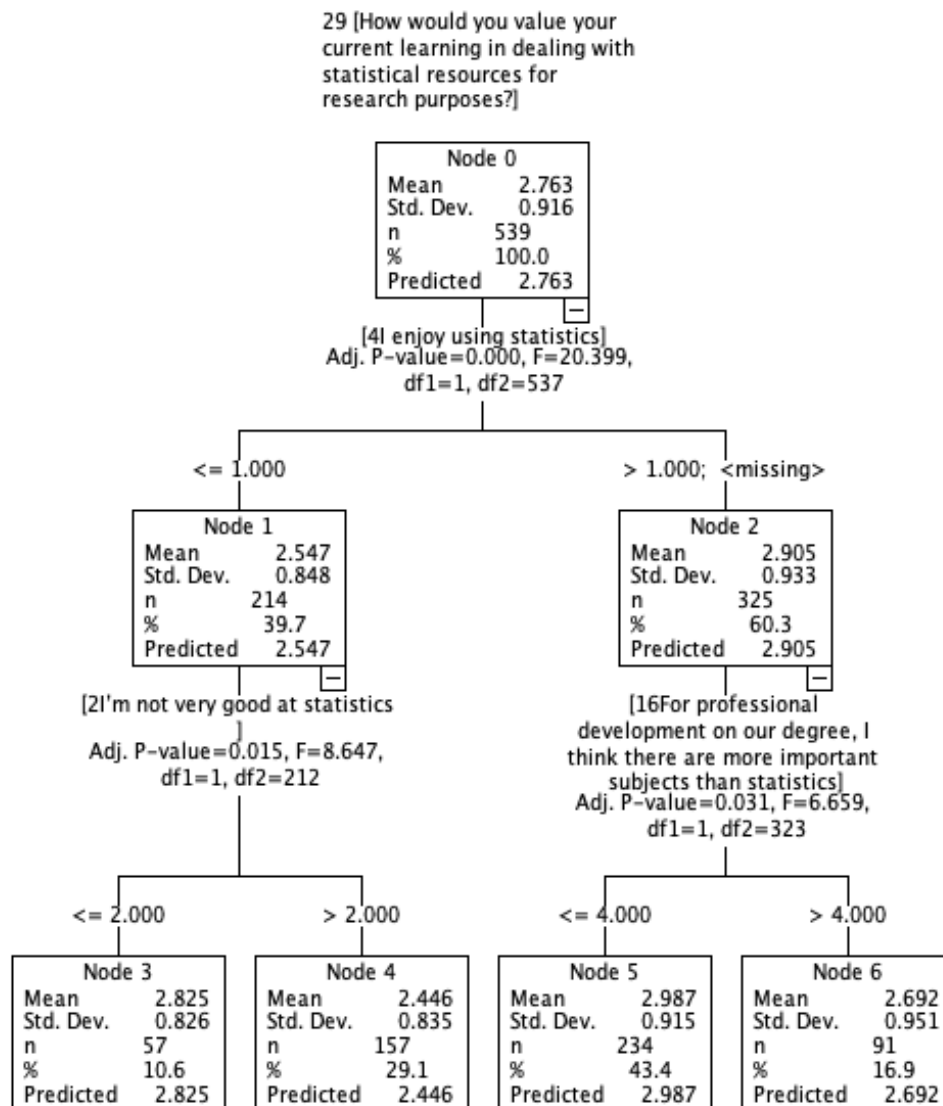 29 [How would you value your
current learning in dealing with
statistical resources for
research purposes?]
Node 0
Mean 2.763
Std. Dev. 0.916
n 539
% 100.0
Predicted 2.763
[4I enjoy using statistics]
Adj. P-value=0.000, F=20.399,
df1=1, df2=537
<= 1.000
> 1.000; <missing>
Node 1
Mean 2.547
Std. Dev. 0.848
n 214
% 39.7
Predicted 2.547
Node 2
Mean 2.905
Std. Dev. 0.933
n 325
% 60.3
Predicted 2.905
[2I'm not very good at statistics
]
Adj. P-value=0.015, F=8.647,
df1=1, df2=212
[16For professional
development on our degree, I
think there are more important
subjects than statistics]
Adj. P-value=0.031, F=6.659,
df1=1, df2=323
<= 2.000
> 2.000
<= 4.000
> 4.000
Node 3
Mean 2.825
Std. Dev. 0.826
n 57
% 10.6
Predicted 2.825
Node 4
Mean 2.446
Std. Dev. 0.835
n 157
% 29.1
Predicted 2.446
Node 5
Mean 2.987
Std. Dev. 0.915
n 234
% 43.4
Predicted 2.987
Node 6
Mean 2.692
Std. Dev. 0.951
n 91
% 16.9
Predicted 2.692